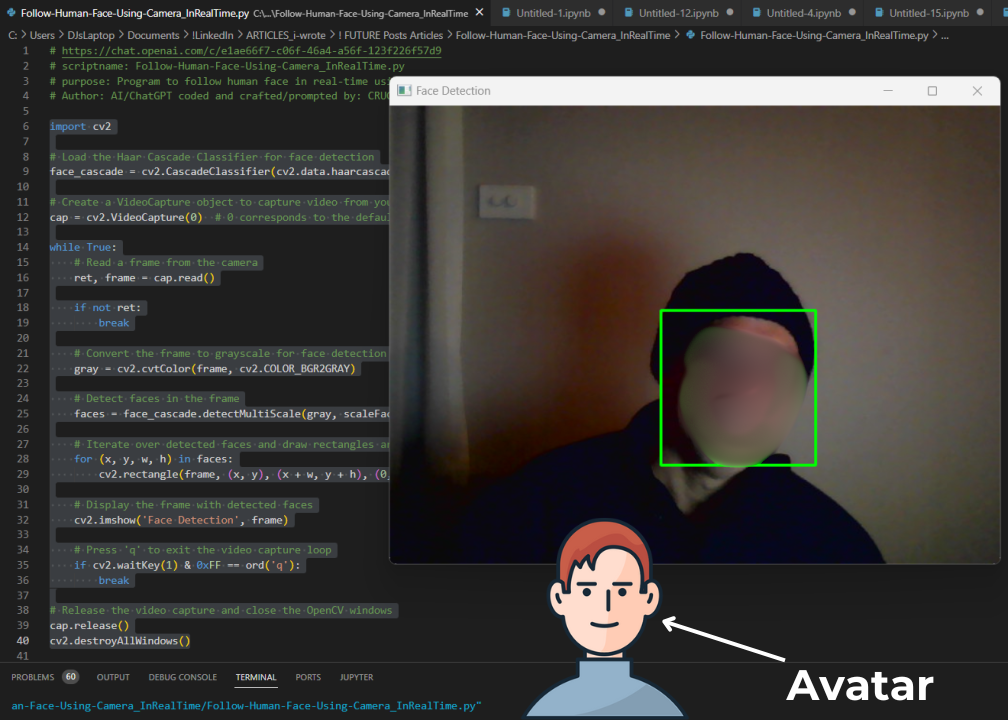 Follow-Human-Face-Using-Camera_InRealTime.py C:\...\Follow-Human-Face-Using-Camera_InRealTime
Untitled-1.ipynb
Untitled-12.ipynb
Untitled-4.ipynb
Untitled-15.ipynb
C: > Users > DJsLaptop > Documents > !LinkedIn > ARTICLES_i-wrote > ! FUTURE Posts Articles > Follow-Human-Face-Using-Camera_InRealTime > Follow-Human-Face-Using-Camera_InRealTime.py > ...
1 # https://chat.openai.com/c/e1ae66f7-c06f-46a4-a56f-123f226f57d9
2 # scriptname: Follow-Human-Face-Using-Camera_InRealTime.py
3 # purpose: Program to follow human face in real-time usi
4 # Author: AI/ChatGPT coded and crafted/prompted by: CRUC
5
6 import cv2
7
8 # Load the Haar Cascade Classifier for face detection
9 face_cascade = cv2.CascadeClassifier(cv2.data.haarcascad
10
11 # Create a VideoCapture object to capture video from you
12 cap = cv2.VideoCapture(0) # 0 corresponds to the defaul
13
14 while True:
15 # Read a frame from the camera
16 ret, frame = cap.read()
17
18 if not ret:
19 break
20
21 # Convert the frame to grayscale for face detection
22 gray = cv2.cvtColor(frame, cv2.COLOR_BGR2GRAY)
23
24 # Detect faces in the frame
25 faces = face_cascade.detectMultiScale(gray, scaleFac
26
27 # Iterate over detected faces and draw rectangles ar
28 for (x, y, w, h) in faces:
29 cv2.rectangle(frame, (x, y), (x + w, y + h), (0,
30
31 # Display the frame with detected faces
32 cv2.imshow('Face Detection', frame)
33
34 # Press 'q' to exit the video capture loop
35 if cv2.waitKey(1) & 0xFF == ord('q'):
36 break
37
38 # Release the video capture and close the OpenCV windows
39 cap.release()
40 cv2.destroyAllWindows()
41
Face Detection
Avatar
PROBLEMS 60 OUTPUT DEBUG CONSOLE TERMINAL PORTS JUPYTER
an-Face-Using-Camera_InRealTime/Follow-Human-Face-Using-Camera_InRealTime.py"